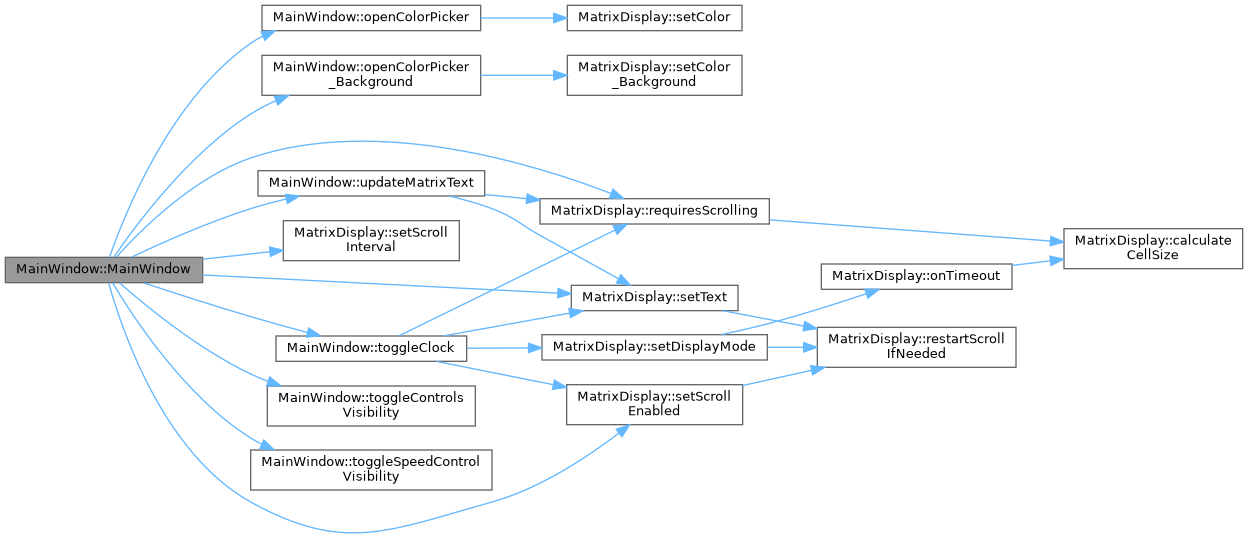 MainWindow::openColorPicker
MatrixDisplay::setColor
MainWindow::openColorPicker
_Background
MatrixDisplay::setColor
_Background
MainWindow::updateMatrixText
MatrixDisplay::requiresScrolling
MatrixDisplay::setScroll
Interval
MatrixDisplay::calculate
CellSize
MainWindow::MainWindow
MatrixDisplay::onTimeout
MatrixDisplay::setText
MainWindow::toggleClock
MatrixDisplay::setDisplayMode
MatrixDisplay::restartScroll
IfNeeded
MainWindow::toggleControls
Visibility
MatrixDisplay::setScroll
Enabled
MainWindow::toggleSpeedControl
Visibility